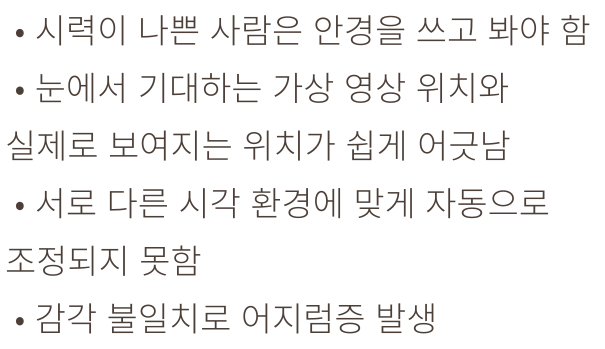 • 시력이 나쁜 사람은 안경을 쓰고 봐야 함
• 눈에서 기대하는 가상 영상 위치와
실제로 보여지는 위치가 쉽게 어긋남
• 서로 다른 시각 환경에 맞게 자동으로
조정되지 못함
• 감각 불일치로 어지럼증 발생